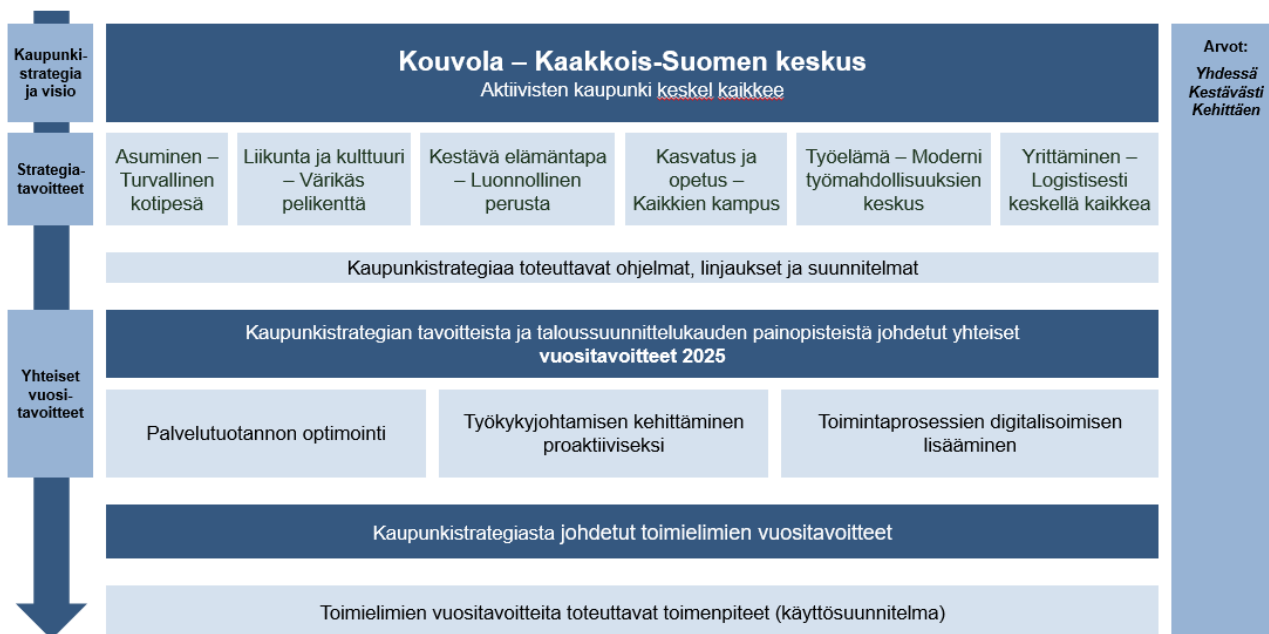 Kaupunki-
strategia
ja visio
Kouvola – Kaakkois-Suomen keskus
Aktiivisten kaupunki keskel kaikkee
Arvot:
Yhdessä
Kestävästi
Kehittäen
Strategia-
tavoitteet
Asuminen –
Turvallinen
kotipesä
Liikunta ja kulttuuri
– Värikäs
pelikenttä
Kestävä elämäntapa
– Luonnollinen
perusta
Kasvatus ja
opetus –
Kaikkien kampus
Työelämä – Moderni
työmahdollisuuksien
keskus
Yrittäminen –
Logistisesti
keskellä kaikkea
Kaupunkistrategiaa toteuttavat ohjelmat, linjaukset ja suunnitelmat
Yhteiset
vuosi-
tavoitteet
Kaupunkistrategian tavoitteista ja taloussuunnittelukauden painopisteistä johdetut yhteiset
vuositavoitteet 2025
Palvelutuotannon optimointi
Työkykyjohtamisen kehittäminen
proaktiiviseksi
Toimintaprosessien digitalisoimisen
lisääminen
Kaupunkistrategiasta johdetut toimielimien vuositavoitteet
Toimielimien vuositavoitteita toteuttavat toimenpiteet (käyttösuunnitelma)